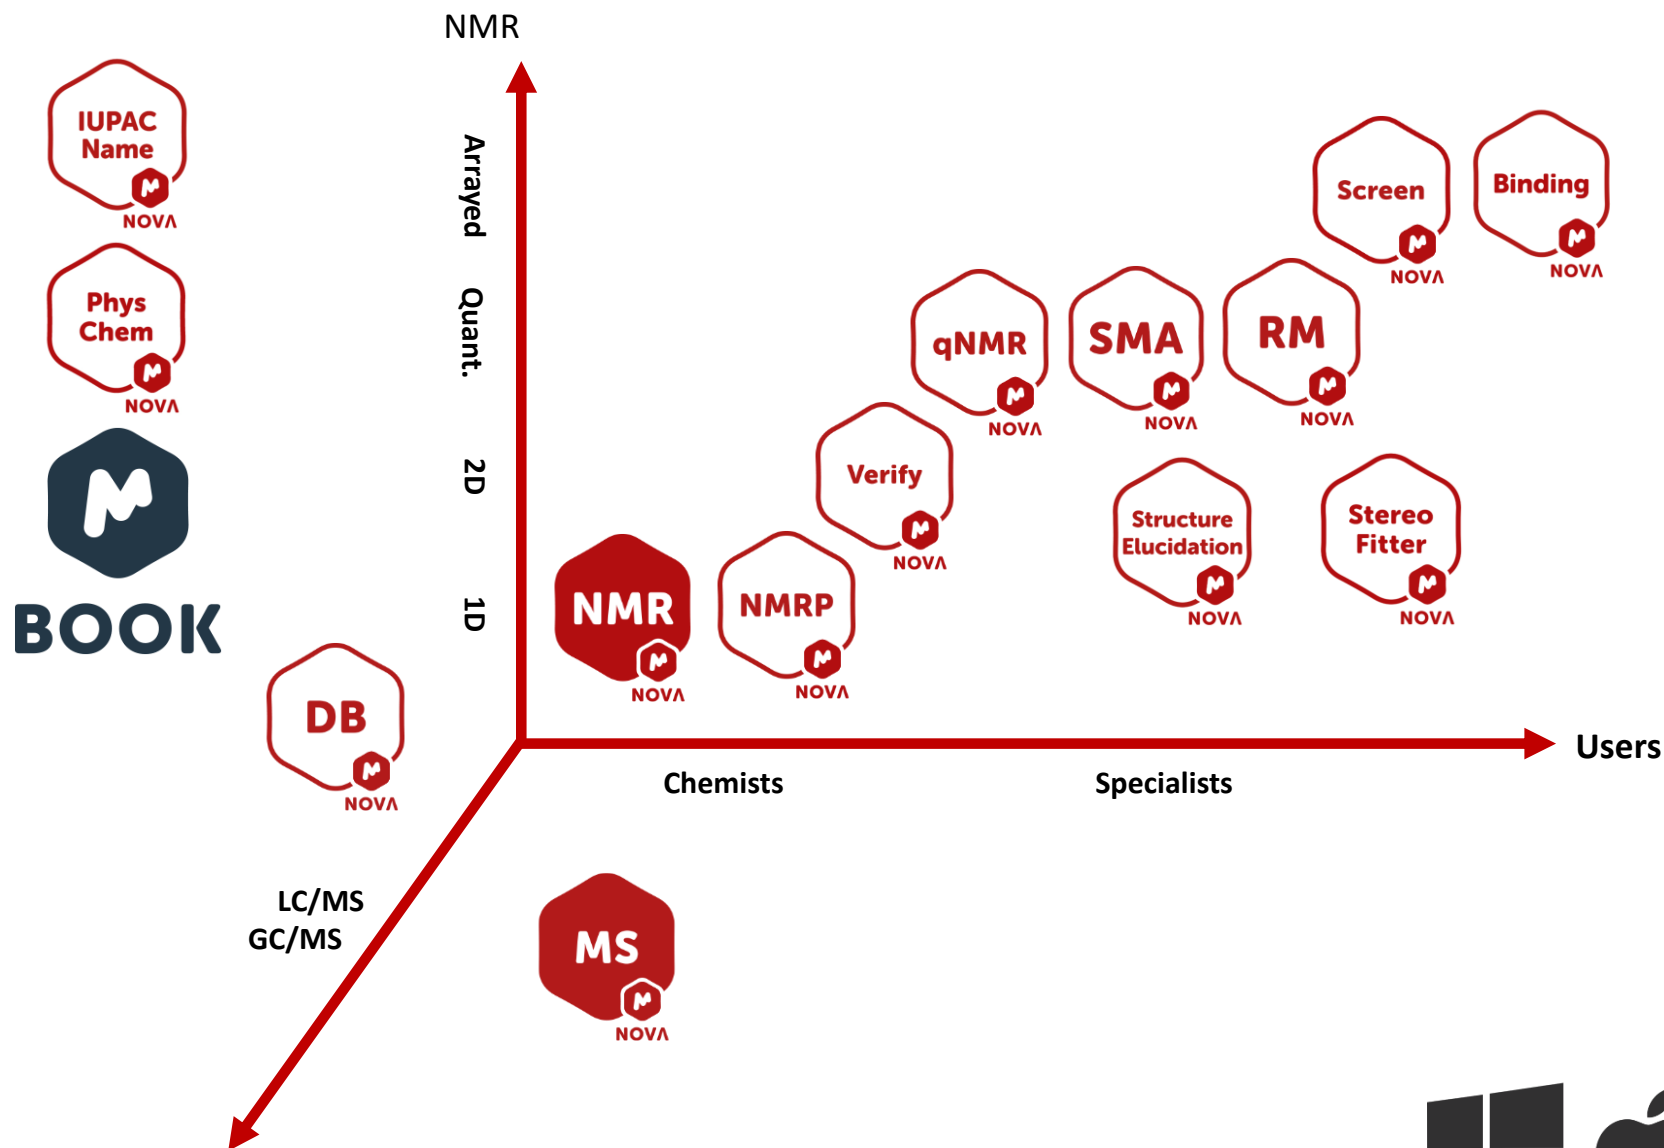 NMR
IUPAC
Name
NOVA
Phys
Chem
NOVA
BOOK
DB
NOVA
Arrayed
Quant.
2D
1D
Screen
NOVA
Binding
NOVA
qNMR
NOVA
SMA
NOVA
RM
NOVA
Verify
NOVA
Structure
Elucidation
NOVA
Stereo
Fitter
NOVA
NMR
NOVA
NMRP
NOVA
Users
Chemists
Specialists
LC/MS
GC/MS
MS
NOVA